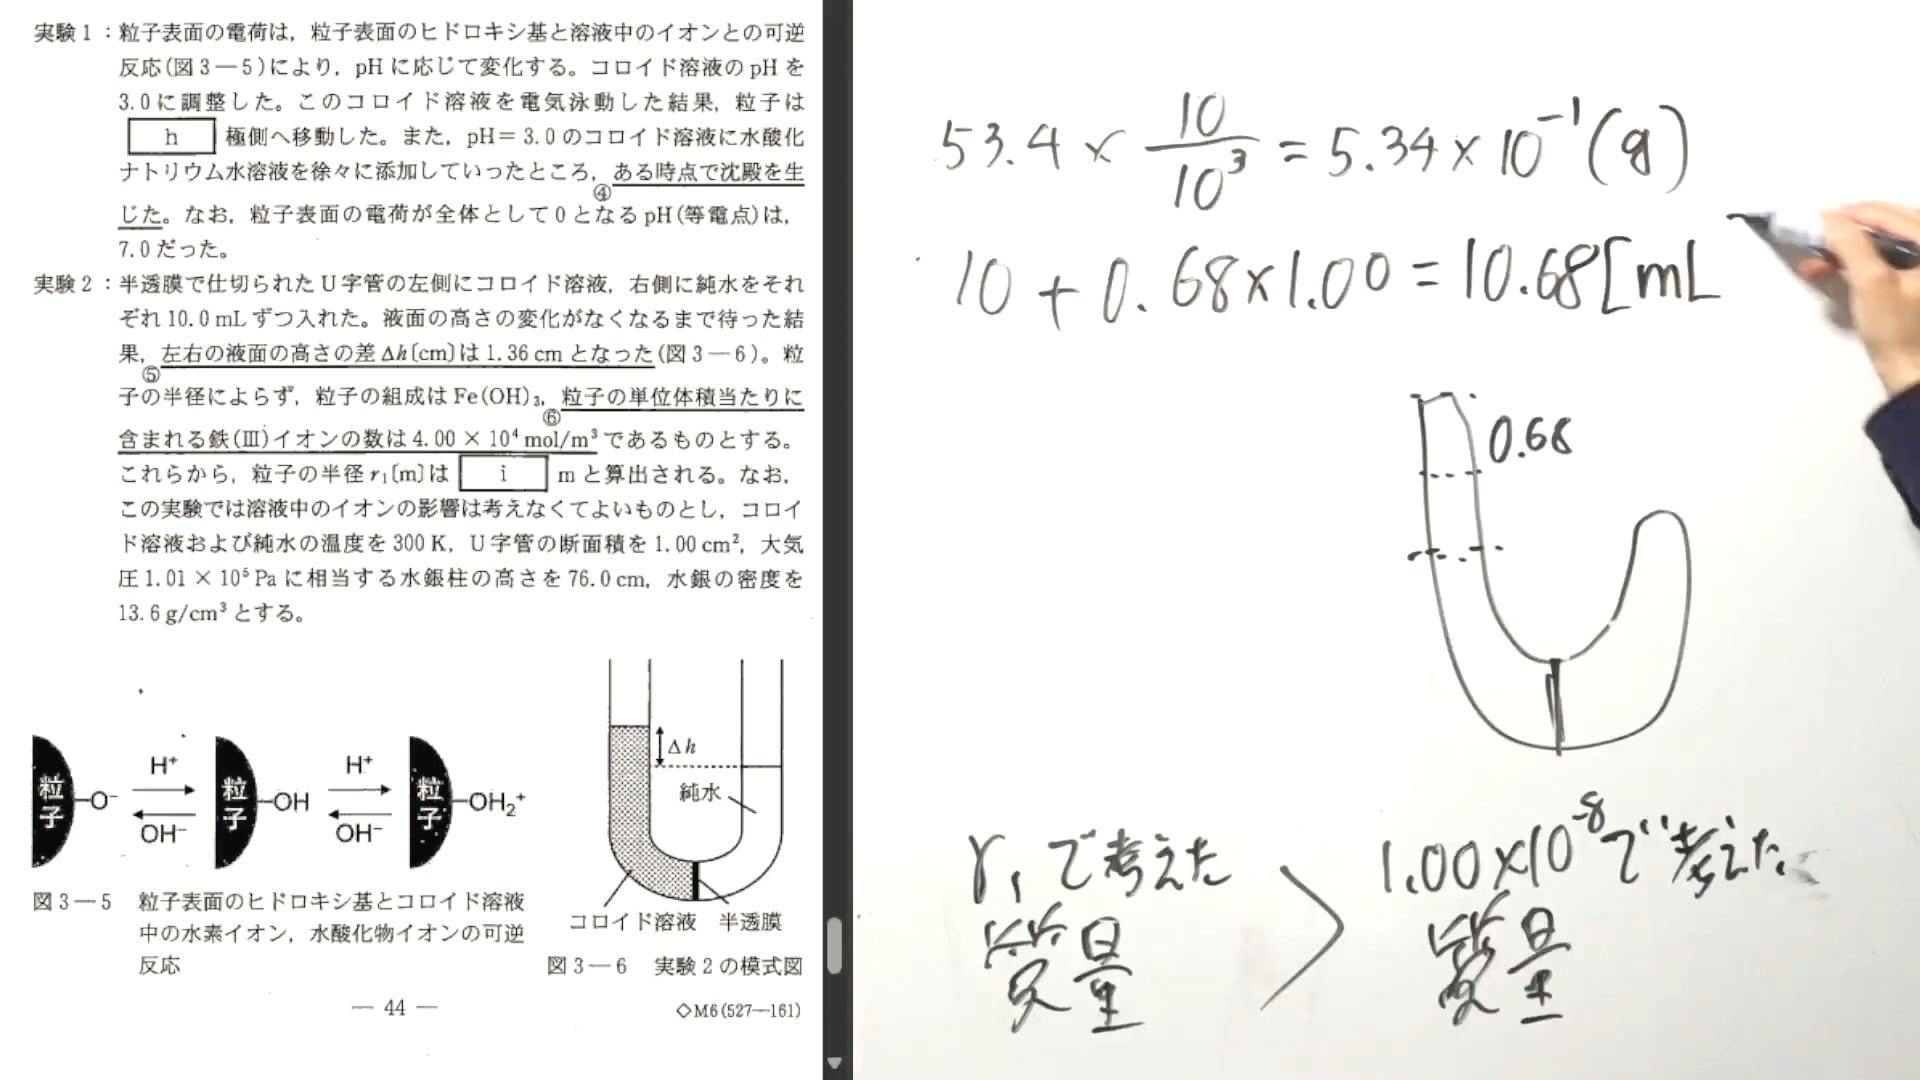 実験1：粒子表面の電荷は，粒子表面のヒドロキシ基と溶液中のイオンとの可逆
反応(図3―5)により，pHに応じて変化する。コロイド溶液のpHを
3.0に調整した。このコロイド溶液を電気泳動した結果，粒子は
h 極側へ移動した。また，pH＝3.0のコロイド溶液に水酸化
ナトリウム水溶液を徐々に添加していったところ，ある時点で沈殿を生
④
じた。なお，粒子表面の電荷が全体として0となるpH(等電点)は，
7.0だった。
実験2：半透膜で仕切られたU字管の左側にコロイド溶液，右側に純水をそれ
ぞれ10.0mLずつ入れた。液面の高さの変化がなくなるまで待った結
果，左右の液面の高さの差Δh〔cm〕は1.36cmとなった(図3―6)。粒
⑤
子の半径によらず，粒子の組成はFe(OH)₃，粒子の単位体積当たりに
⑥
含まれる鉄(Ⅲ)イオンの数は4.00×10⁴mol/m³であるものとする。
これらから，粒子の半径r₁〔m〕は i mと算出される。なお，
この実験では溶液中のイオンの影響は考えなくてよいものとし，コロイ
ド溶液および純水の温度を300K，U字管の断面積を1.00cm²，大気
圧1.01×10⁵Paに相当する水銀柱の高さを76.0cm，水銀の密度を
13.6g/cm³とする。
粒子 -O⁻ H⁺ OH⁻ 粒子 -OH H⁺ OH⁻ 粒子 -OH₂⁺
図3―5 粒子表面のヒドロキシ基とコロイド溶液
中の水素イオン，水酸化物イオンの可逆
反応
Δh
純水
コロイド溶液 半透膜
図3―6 実験2の模式図
― 44 ―
◇M6(527―161)
53.4 × 10/10³ = 5.34 × 10⁻¹ (g)
10 + 0.68×1.00 = 10.68[mL
0.68
r₁で考えた 質量 > 1.00×10⁻⁸で考えた 質量